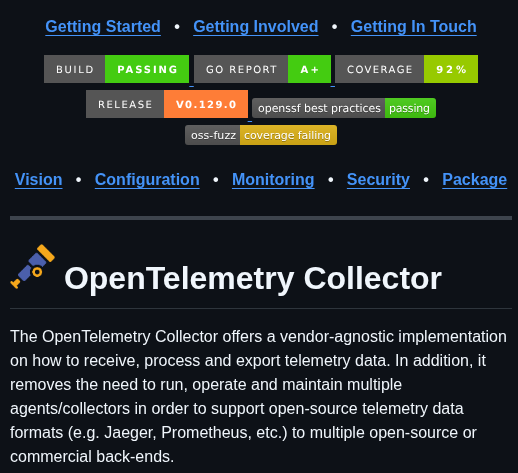 Getting Started • Getting Involved • Getting In Touch
BUILD PASSING GO REPORT A+ COVERAGE 92%
RELEASE V0.129.0 openssf best practices passing
oss-fuzz coverage failing
Vision • Configuration • Monitoring • Security • Package
OpenTelemetry Collector
The OpenTelemetry Collector offers a vendor-agnostic implementation
on how to receive, process and export telemetry data. In addition, it
removes the need to run, operate and maintain multiple
agents/collectors in order to support open-source telemetry data
formats (e.g. Jaeger, Prometheus, etc.) to multiple open-source or
commercial back-ends.